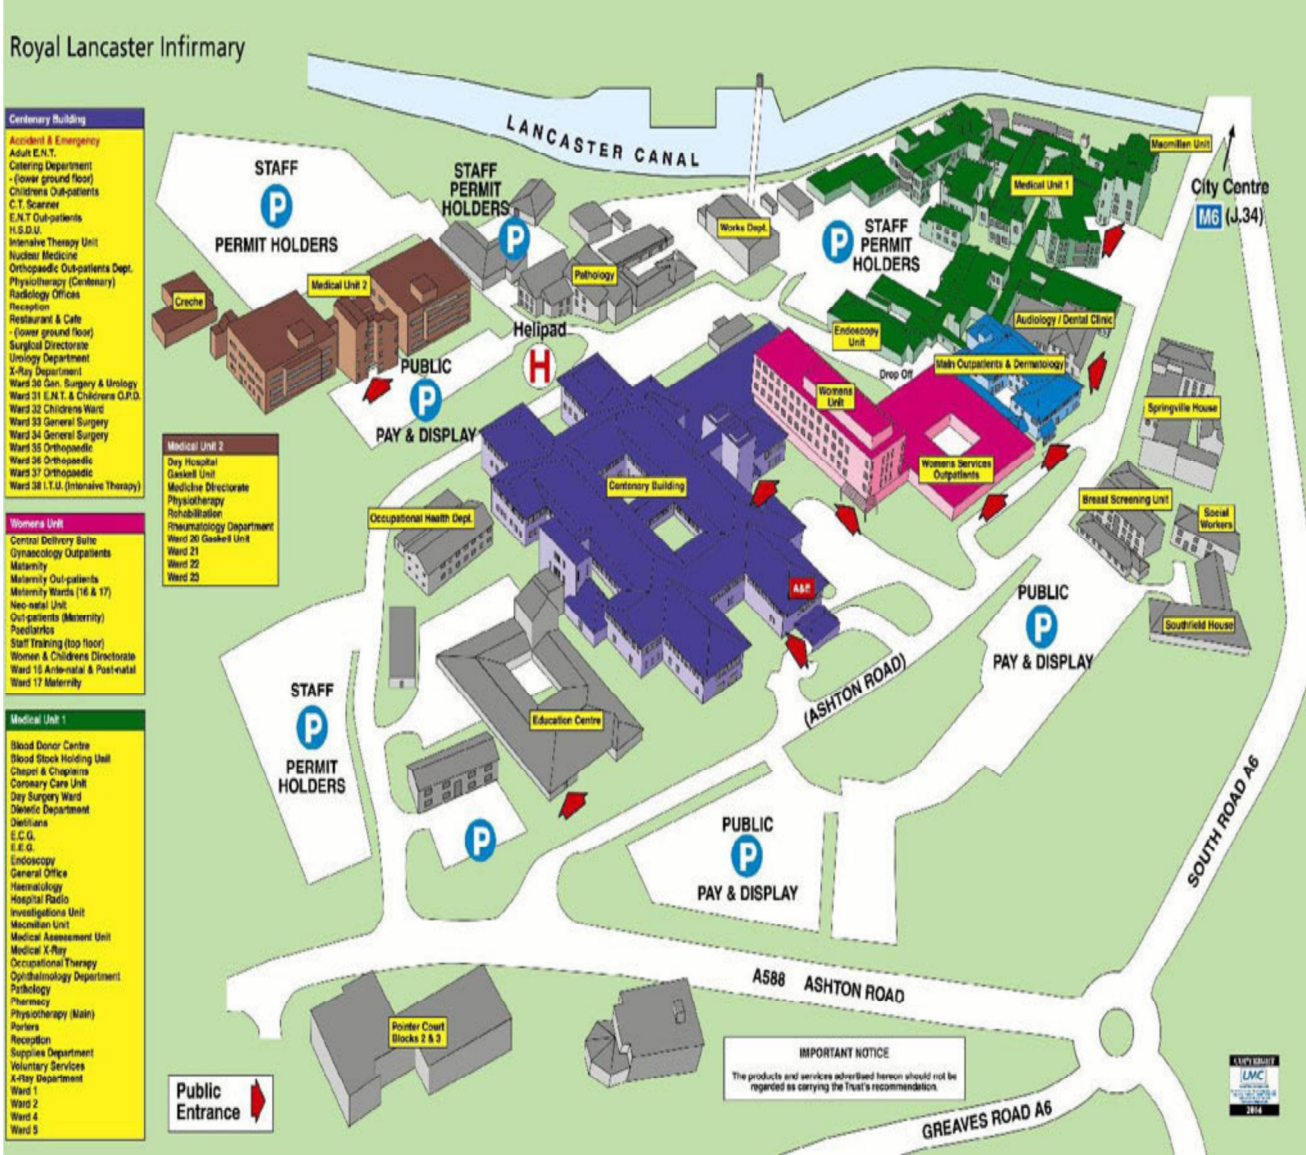 Royal Lancaster Infirmary
Centenary Building
Accident & Emergency
Adult E.N.T.
Catering Department
- (lower ground floor)
Childrens Out-patients
C.T. Scanner
E.N.T Out-patients
H.S.D.U.
Intensive Therapy Unit
Nuclear Medicine
Orthopaedic Out-patients Dept.
Physiotherapy (Centenary)
Radiology Offices
Reception
Restaurant & Cafe
- (lower ground floor)
Surgical Directorate
Urology Department
X-Ray Department
Ward 30 Gen. Surgery & Urology
Ward 31 E.N.T. & Childrens O.P.D.
Ward 32 Childrens Ward
Ward 33 General Surgery
Ward 34 General Surgery
Ward 35 Orthopaedic
Ward 36 Orthopaedic
Ward 37 Orthopaedic
Ward 38 I.T.U. (Intensive Therapy)
Womens Unit
Central Delivery Suite
Gynaecology Outpatients
Maternity
Maternity Out-patients
Maternity Wards (16 & 17)
Neo-natal Unit
Out-patients (Maternity)
Paediatrics
Staff Training (top floor)
Women & Childrens Directorate
Ward 16 Ante-natal & Post-natal
Ward 17 Maternity
Medical Unit 1
Blood Donor Centre
Blood Stock Holding Unit
Chapel & Chaplains
Coronary Care Unit
Day Surgery Ward
Dietetic Department
Dietitians
E.C.G.
E.E.G.
Endoscopy
General Office
Haematology
Hospital Radio
Investigations Unit
Macmillan Unit
Medical Assessment Unit
Medical X-Ray
Occupational Therapy
Ophthalmology Department
Pathology
Pharmacy
Physiotherapy (Main)
Porters
Reception
Supplies Department
Voluntary Services
X-Ray Department
Ward 1
Ward 2
Ward 4
Ward 5
Medical Unit 2
Day Hospital
Gaskell Unit
Medicine Directorate
Physiotherapy
Rehabilitation
Rheumatology Department
Ward 20 Gaskell Unit
Ward 21
Ward 22
Ward 23
LANCASTER CANAL
STAFF
P
PERMIT HOLDERS
STAFF
PERMIT
HOLDERS
P
Works Dept.
P
STAFF
PERMIT
HOLDERS
Medical Unit 1
Macmillan Unit
City Centre
M6 (J.34)
Creche
Medical Unit 2
Pathology
Helipad
H
Endoscopy
Unit
Audiology / Dental Clinic
Main Outpatients & Dermatology
Drop Off
PUBLIC
P
PAY & DISPLAY
Womens
Unit
Springville House
Womens Services
Outpatients
Centenary Building
Breast Screening Unit
Social
Workers
Occupational Health Dept.
A&E
PUBLIC
P
PAY & DISPLAY
Southfield House
(ASHTON ROAD)
STAFF
P
PERMIT
HOLDERS
Education Centre
P
PUBLIC
P
PAY & DISPLAY
SOUTH ROAD A6
A588 ASHTON ROAD
Pointer Court
Blocks 2 & 3
IMPORTANT NOTICE
The products and services advertised hereon should not be
regarded as carrying the Trust's recommendation.
GREAVES ROAD A6
Public
Entrance
COPYRIGHT
LMC